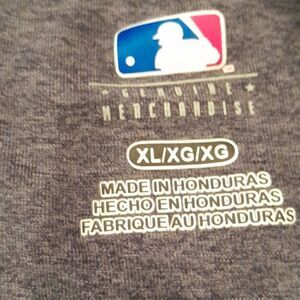 GENUINE
MERCHANDISE
XL/XG/XG
MADE IN HONDURAS
HECHO EN HONDURAS
FABRIQUE AU HONDURAS